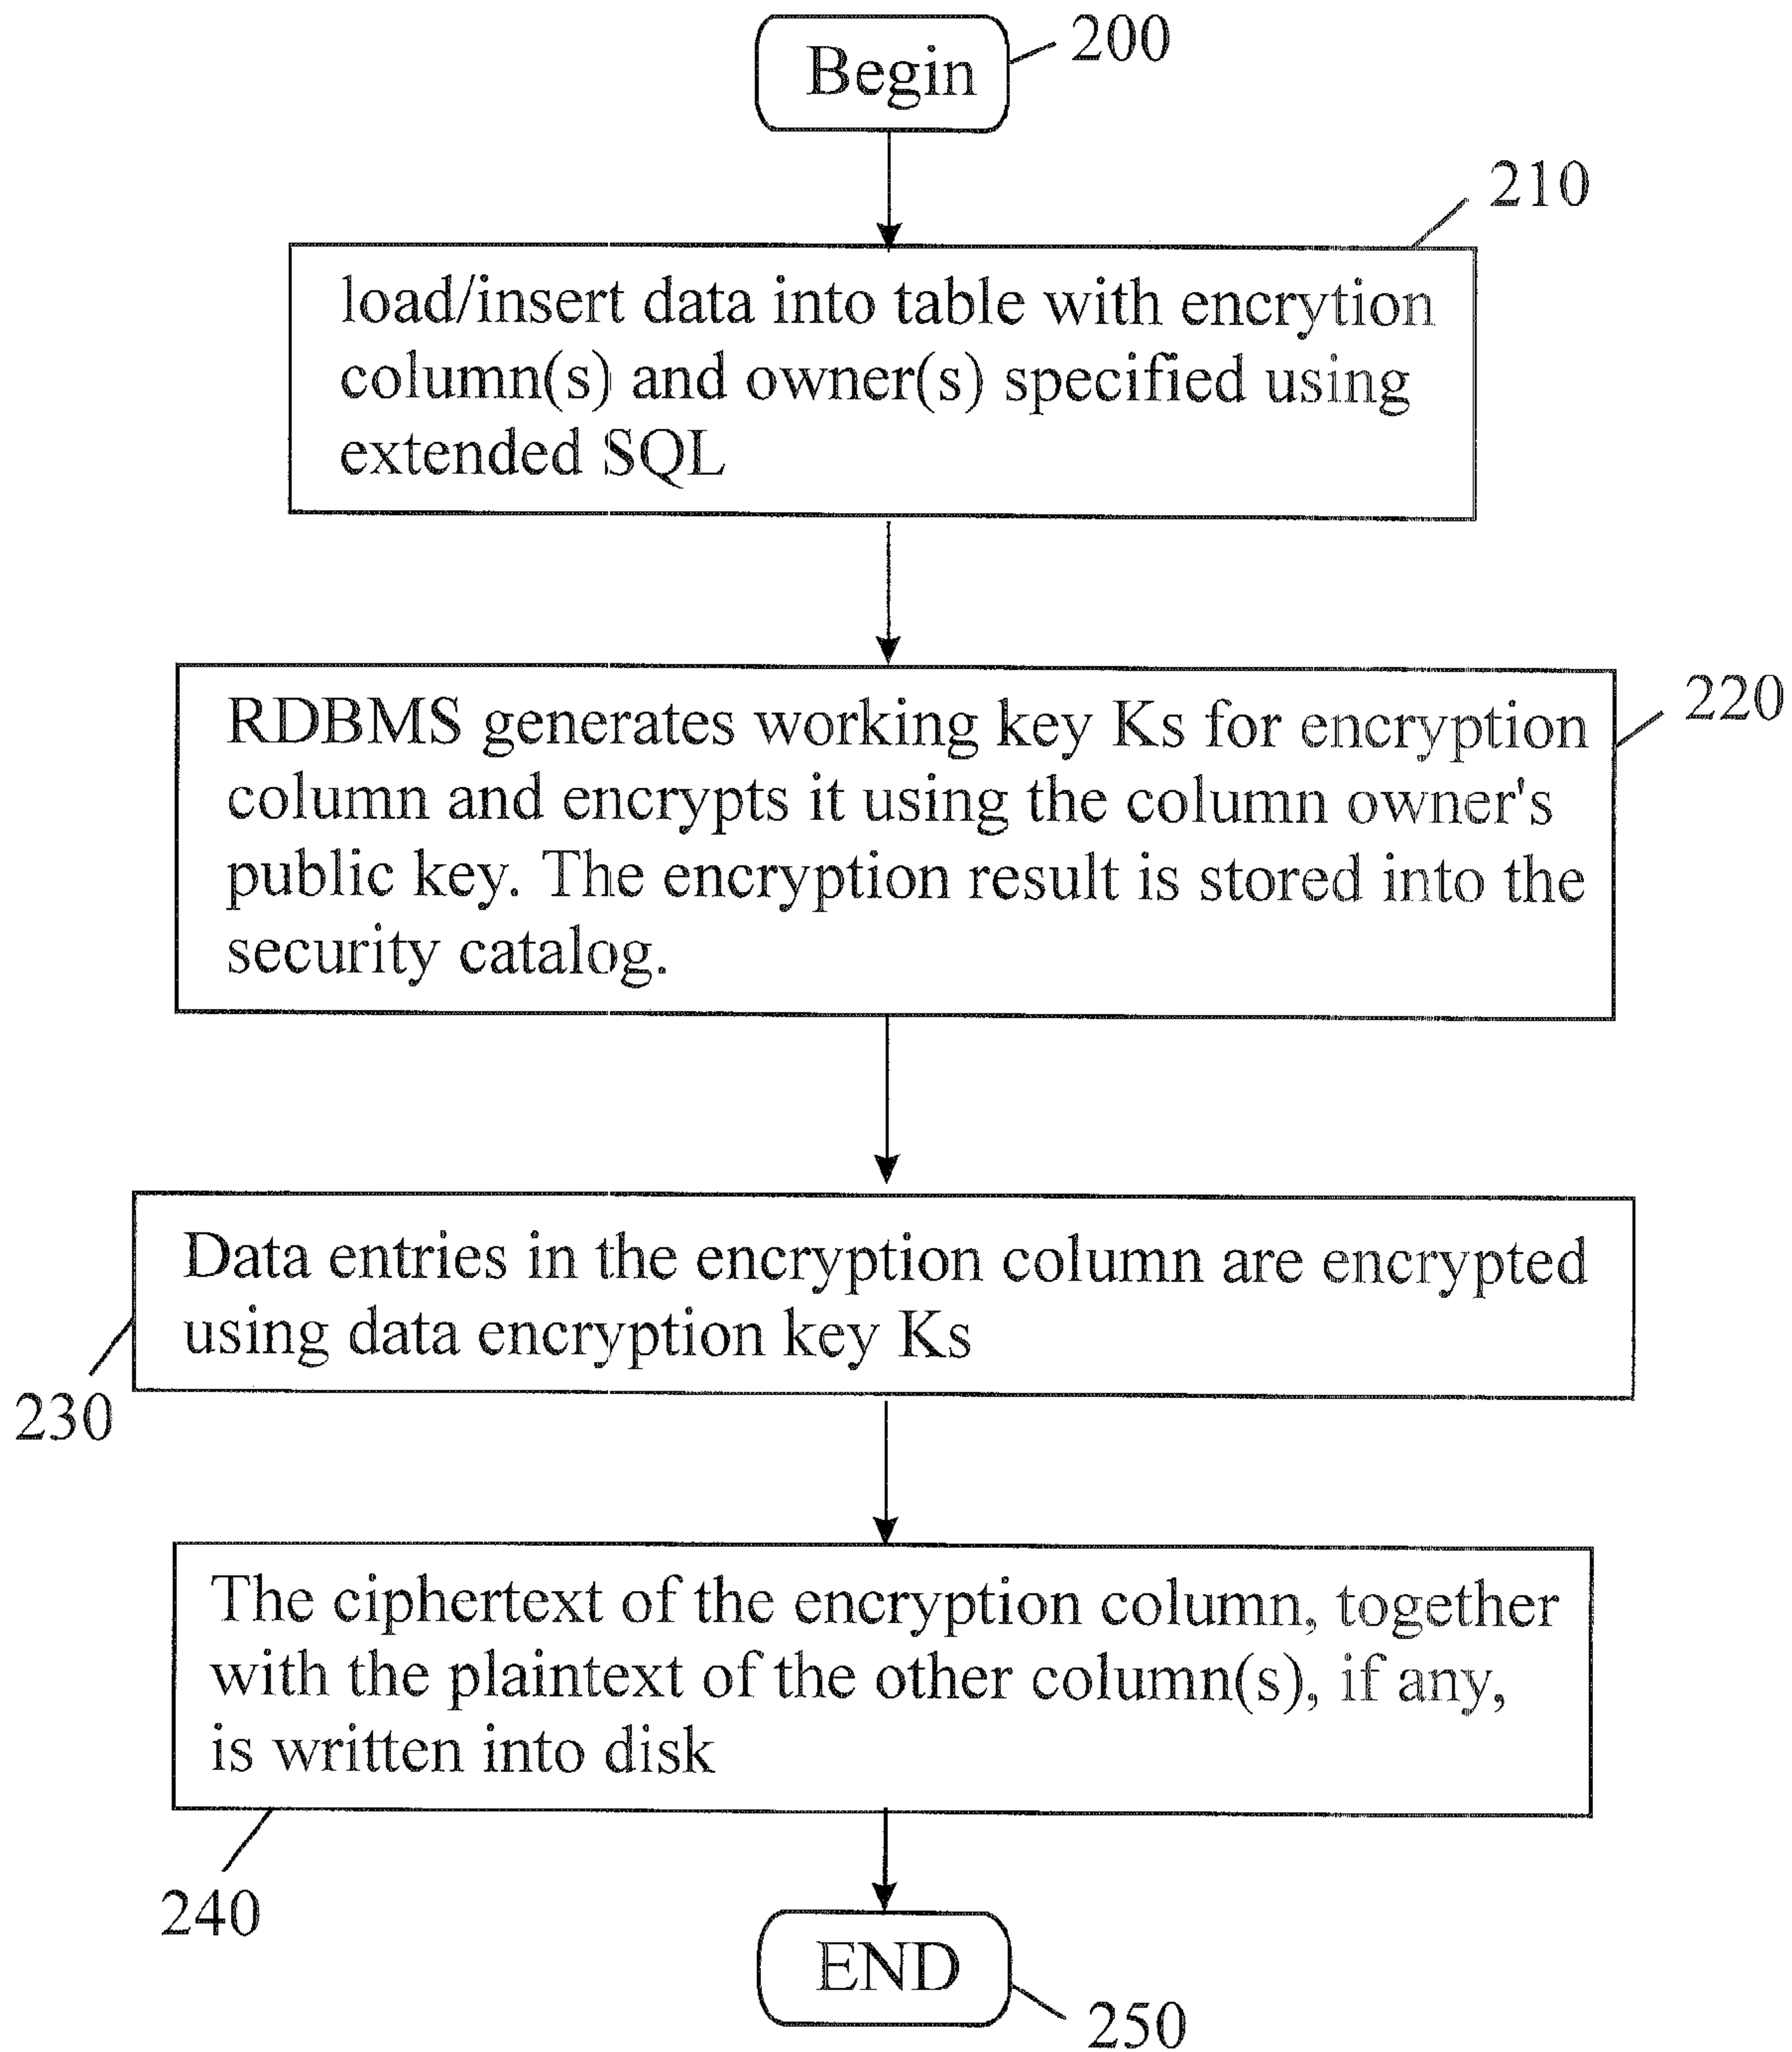 Begin
200
210
load/insert data into table with encrytion
column(s) and owner(s) specified using
extended SQL
220
RDBMS generates working key Ks for encryption
column and encrypts it using the column owner's
public key. The encryption result is stored into the
security catalog.
Data entries in the encryption column are encrypted
using data encryption key Ks
230
The ciphertext of the encryption column, together
with the plaintext of the other column(s), if any,
is written into disk
240
END
250